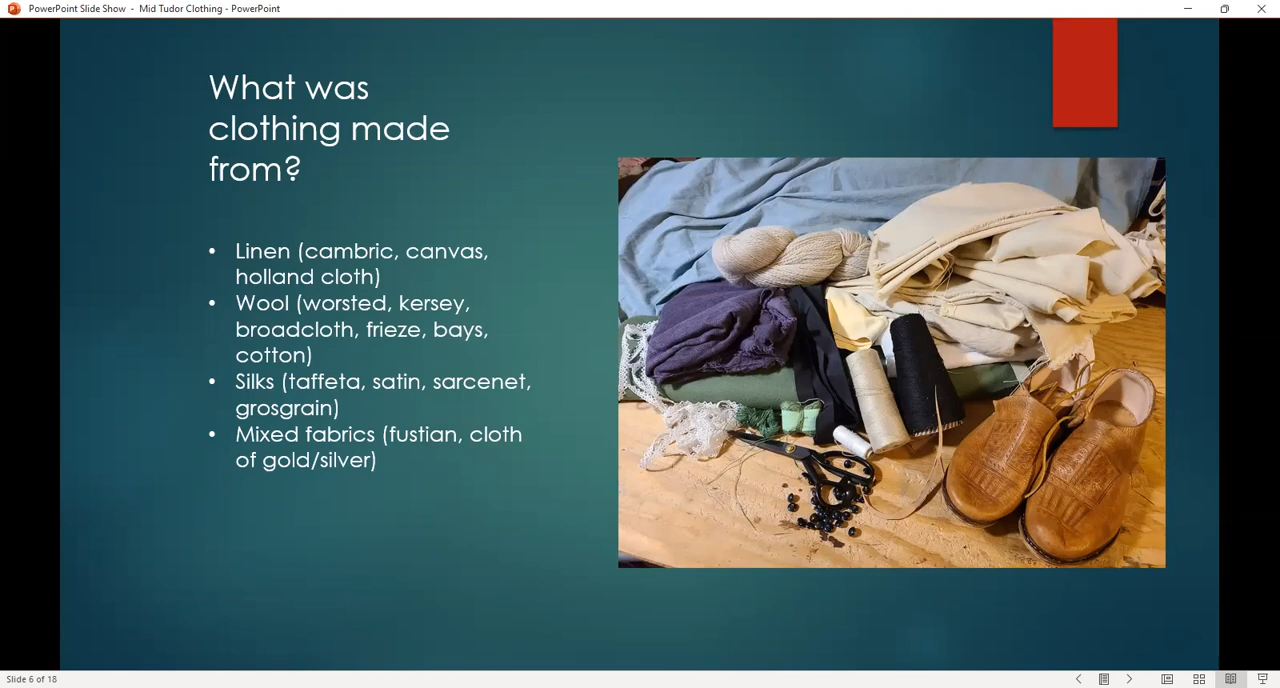 PowerPoint Slide Show - Mid Tudor Clothing - PowerPoint
What was
clothing made
from?
• Linen (cambric, canvas,
holland cloth)
• Wool (worsted, kersey,
broadcloth, frieze, bays,
cotton)
• Silks (taffeta, satin, sarcenet,
grosgrain)
• Mixed fabrics (fustian, cloth
of gold/silver)
Slide 6 of 18